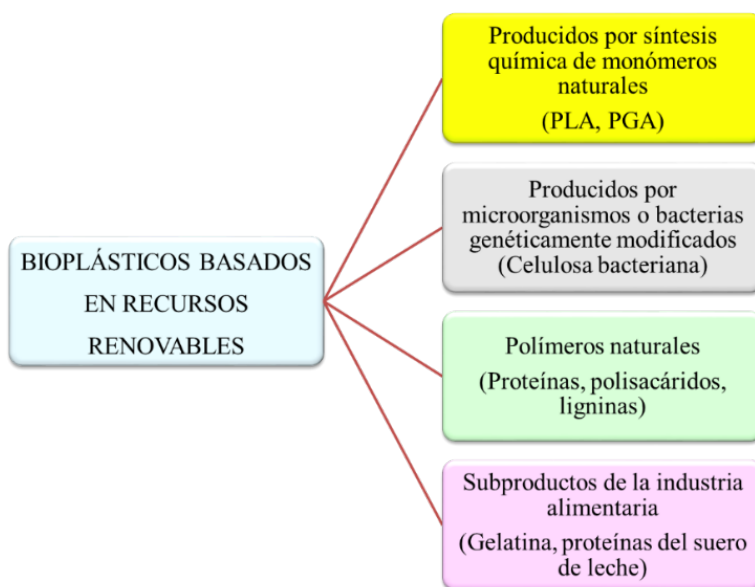 BIOPLÁSTICOS BASADOS
EN RECURSOS
RENOVABLES
Producidos por síntesis
química de monómeros
naturales
(PLA, PGA)
Producidos por
microorganismos o bacterias
genéticamente modificados
(Celulosa bacteriana)
Polímeros naturales
(Proteínas, polisacáridos,
ligninas)
Subproductos de la industria
alimentaria
(Gelatina, proteínas del suero
de leche)